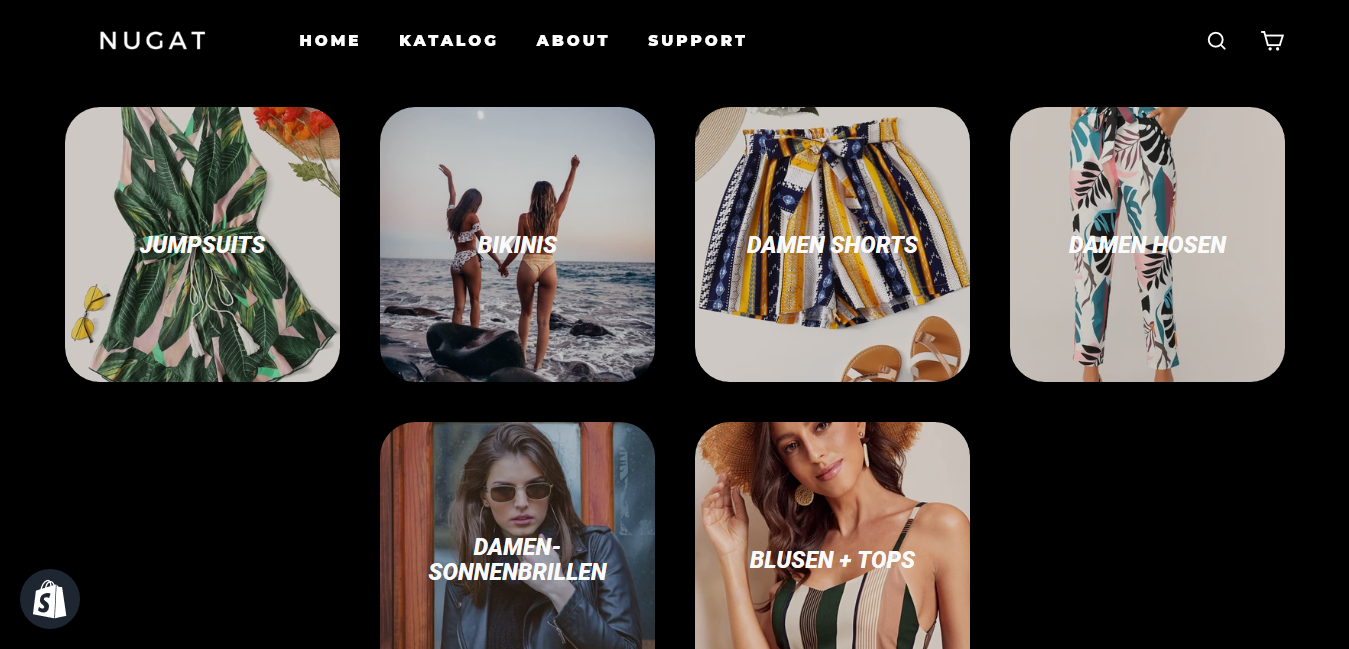 NUGAT
HOME KATALOG ABOUT SUPPORT
JUMPSUITS
BIKINIS
DAMEN SHORTS
DAMEN HOSEN
DAMEN-
SONNENBRILLEN
BLUSEN + TOPS